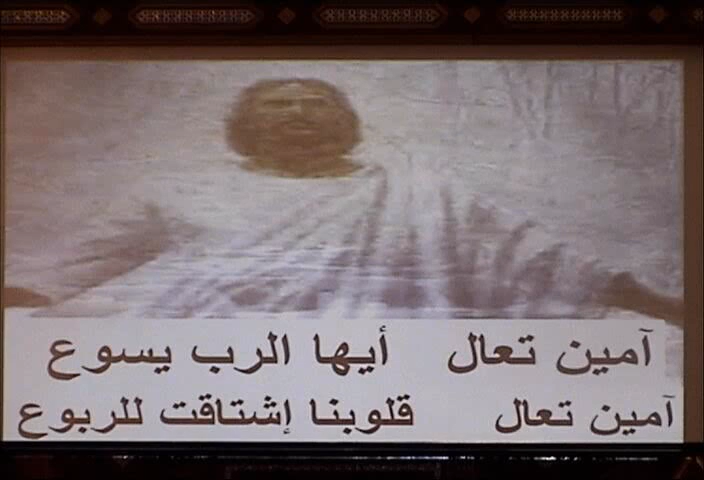 آمين تعال أيها الرب يسوع
آمين تعال قلوبنا إشتاقت للربوع